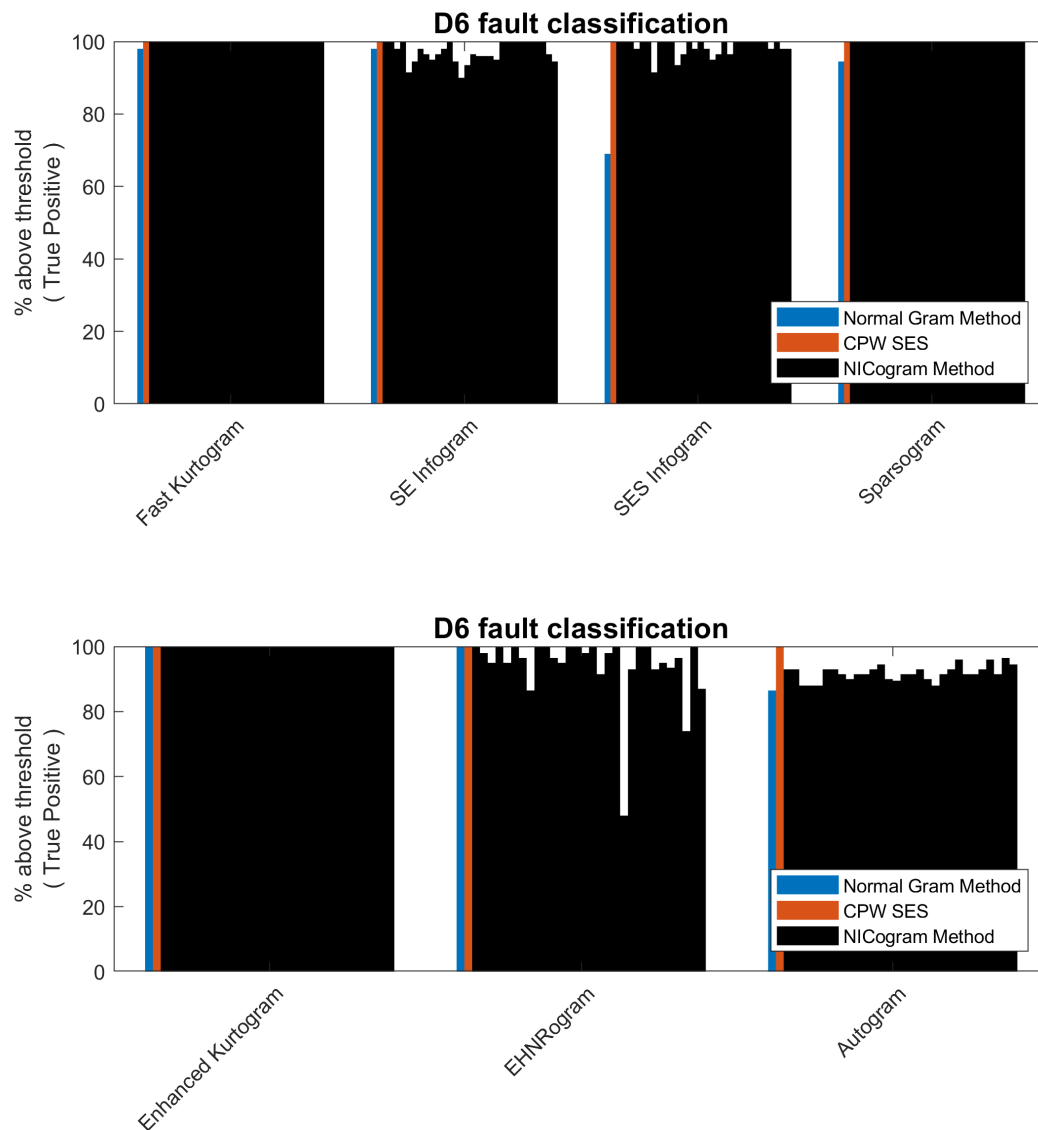 D6 fault classification
100
80
60
40
20
0
% above threshold
( True Positive )
Normal Gram Method
CPW SES
NICogram Method
Fast Kurtogram
SE Infogram
SES Infogram
Sparsogram
D6 fault classification
100
80
60
40
20
0
% above threshold
( True Positive )
Normal Gram Method
CPW SES
NICogram Method
Enhanced Kurtogram
EHNRogram
Autogram